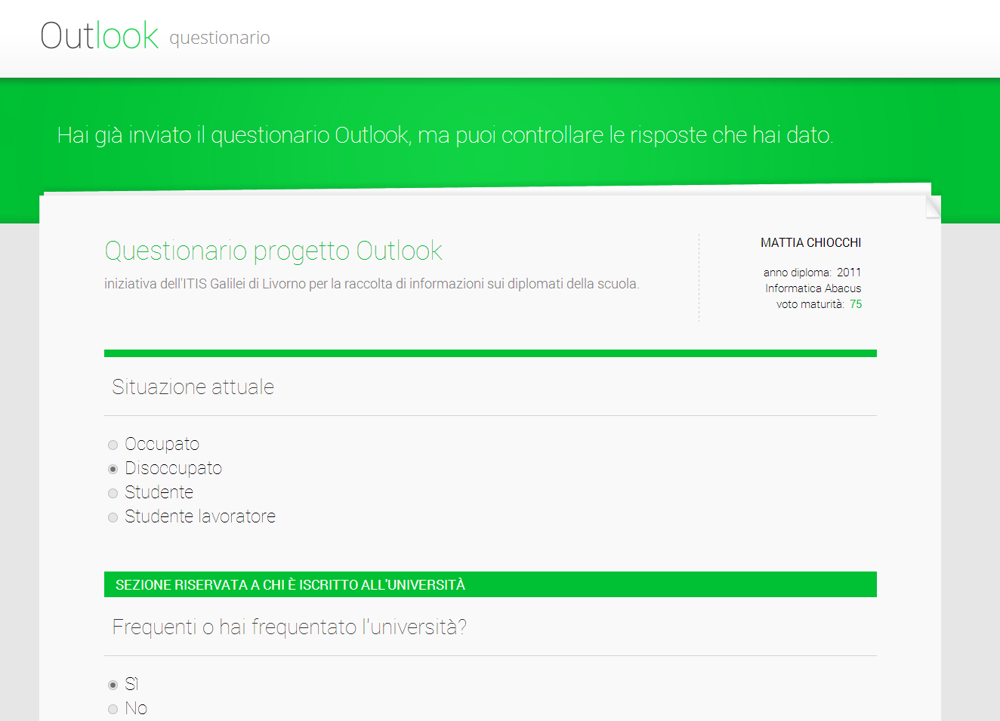 Outlook questionario
Hai già inviato il questionario Outlook, ma puoi controllare le risposte che hai dato.
Questionario progetto Outlook
iniziativa dell'ITIS Galilei di Livorno per la raccolta di informazioni sui diplomati della scuola.
MATTIA CHIOCCHI
anno diploma: 2011
Informatica Abacus
voto maturità: 75
Situazione attuale
Occupato
Disoccupato
Studente
Studente lavoratore
SEZIONE RISERVATA A CHI È ISCRITTO ALL'UNIVERSITÀ
Frequenti o hai frequentato l'università?
Sì
No